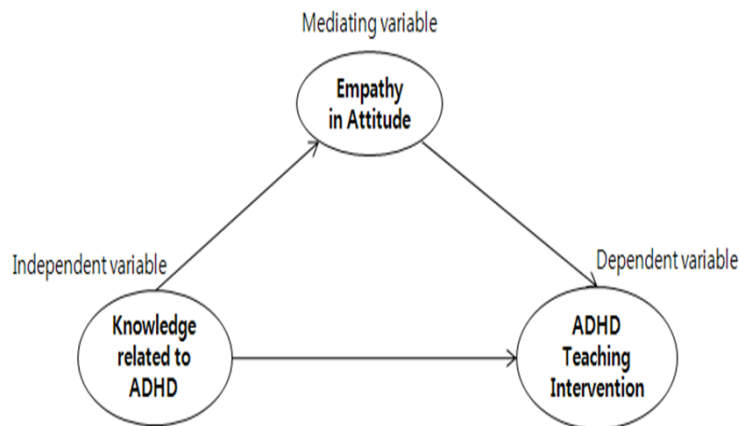 Mediating variable
Empathy
in Attitude
Independent variable
Dependent variable
Knowledge
related to
ADHD
ADHD
Teaching
Intervention